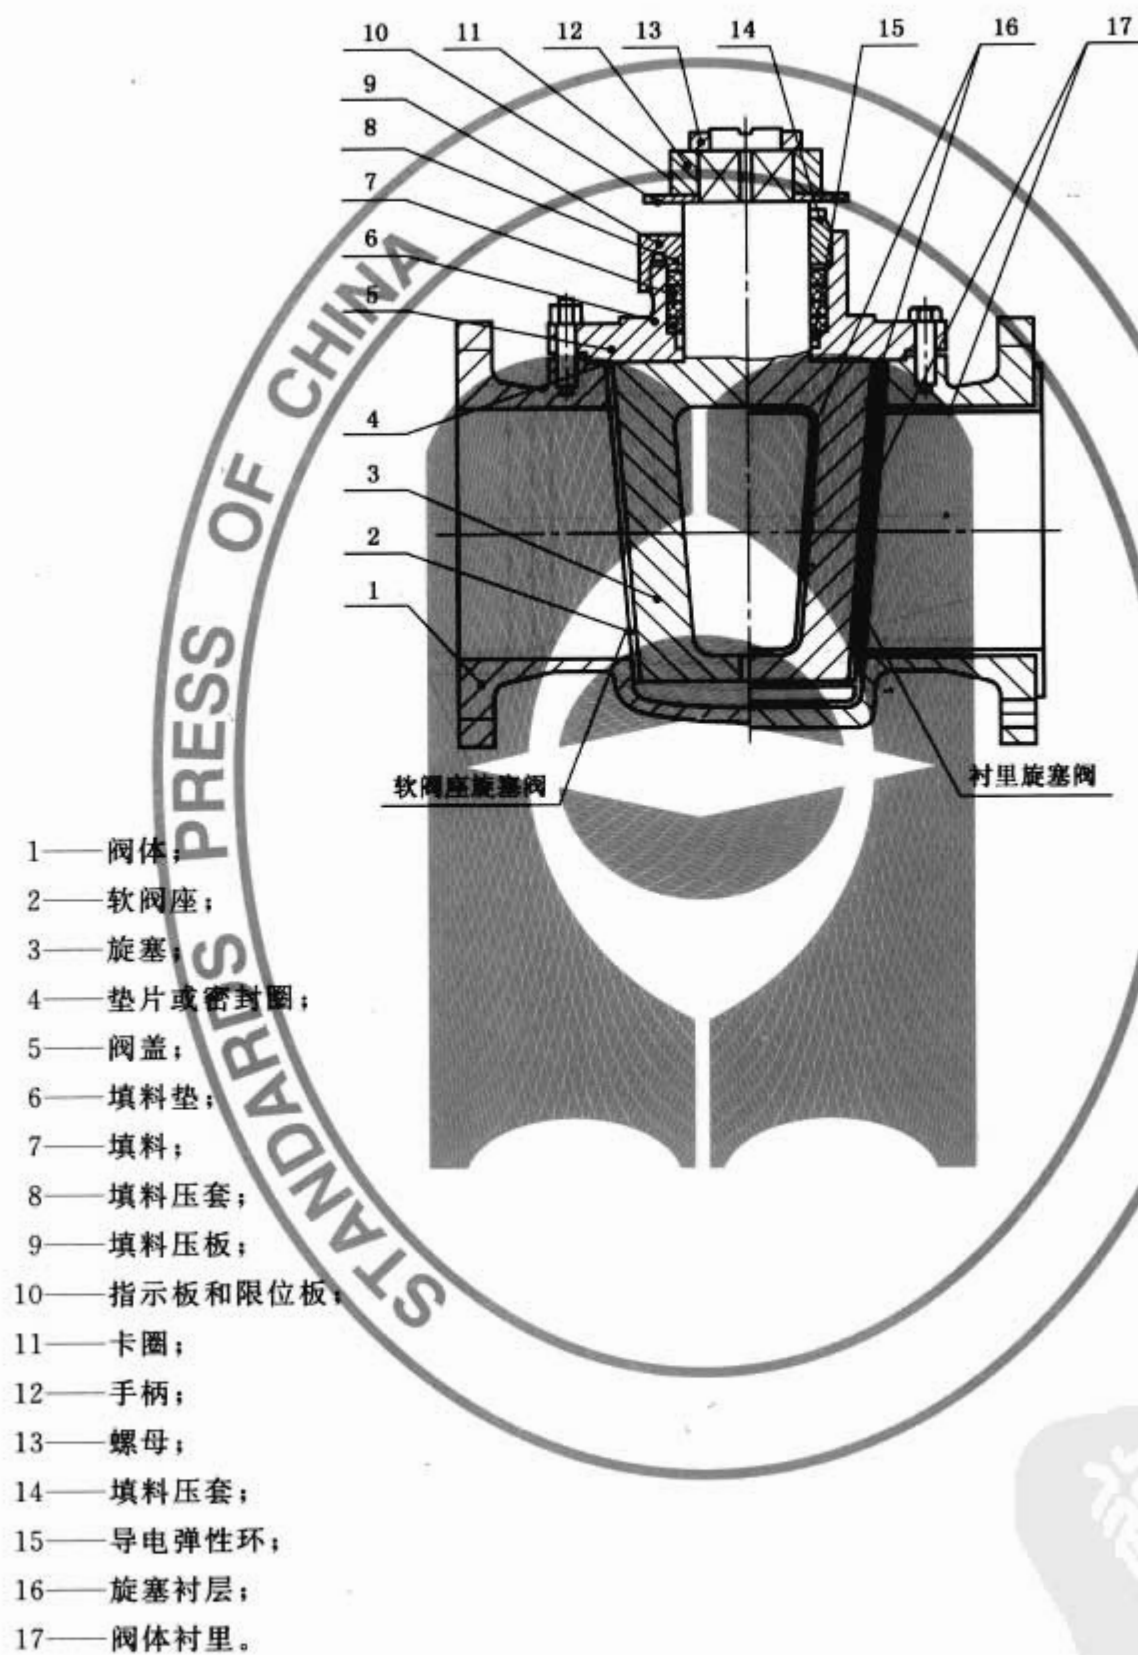 10 11 12 13 14 15 16 17
9
8
7
6
5
4
3
2
1
软阀座旋塞阀
衬里旋塞阀
1——阀体；
2——软阀座；
3——旋塞；
4——垫片或密封圈；
5——阀盖；
6——填料垫；
7——填料；
8——填料压套；
9——填料压板；
10——指示板和限位板；
11——卡圈；
12——手柄；
13——螺母；
14——填料压套；
15——导电弹性环；
16——旋塞衬层；
17——阀体衬里。
STANDARDS PRESS OF CHINA